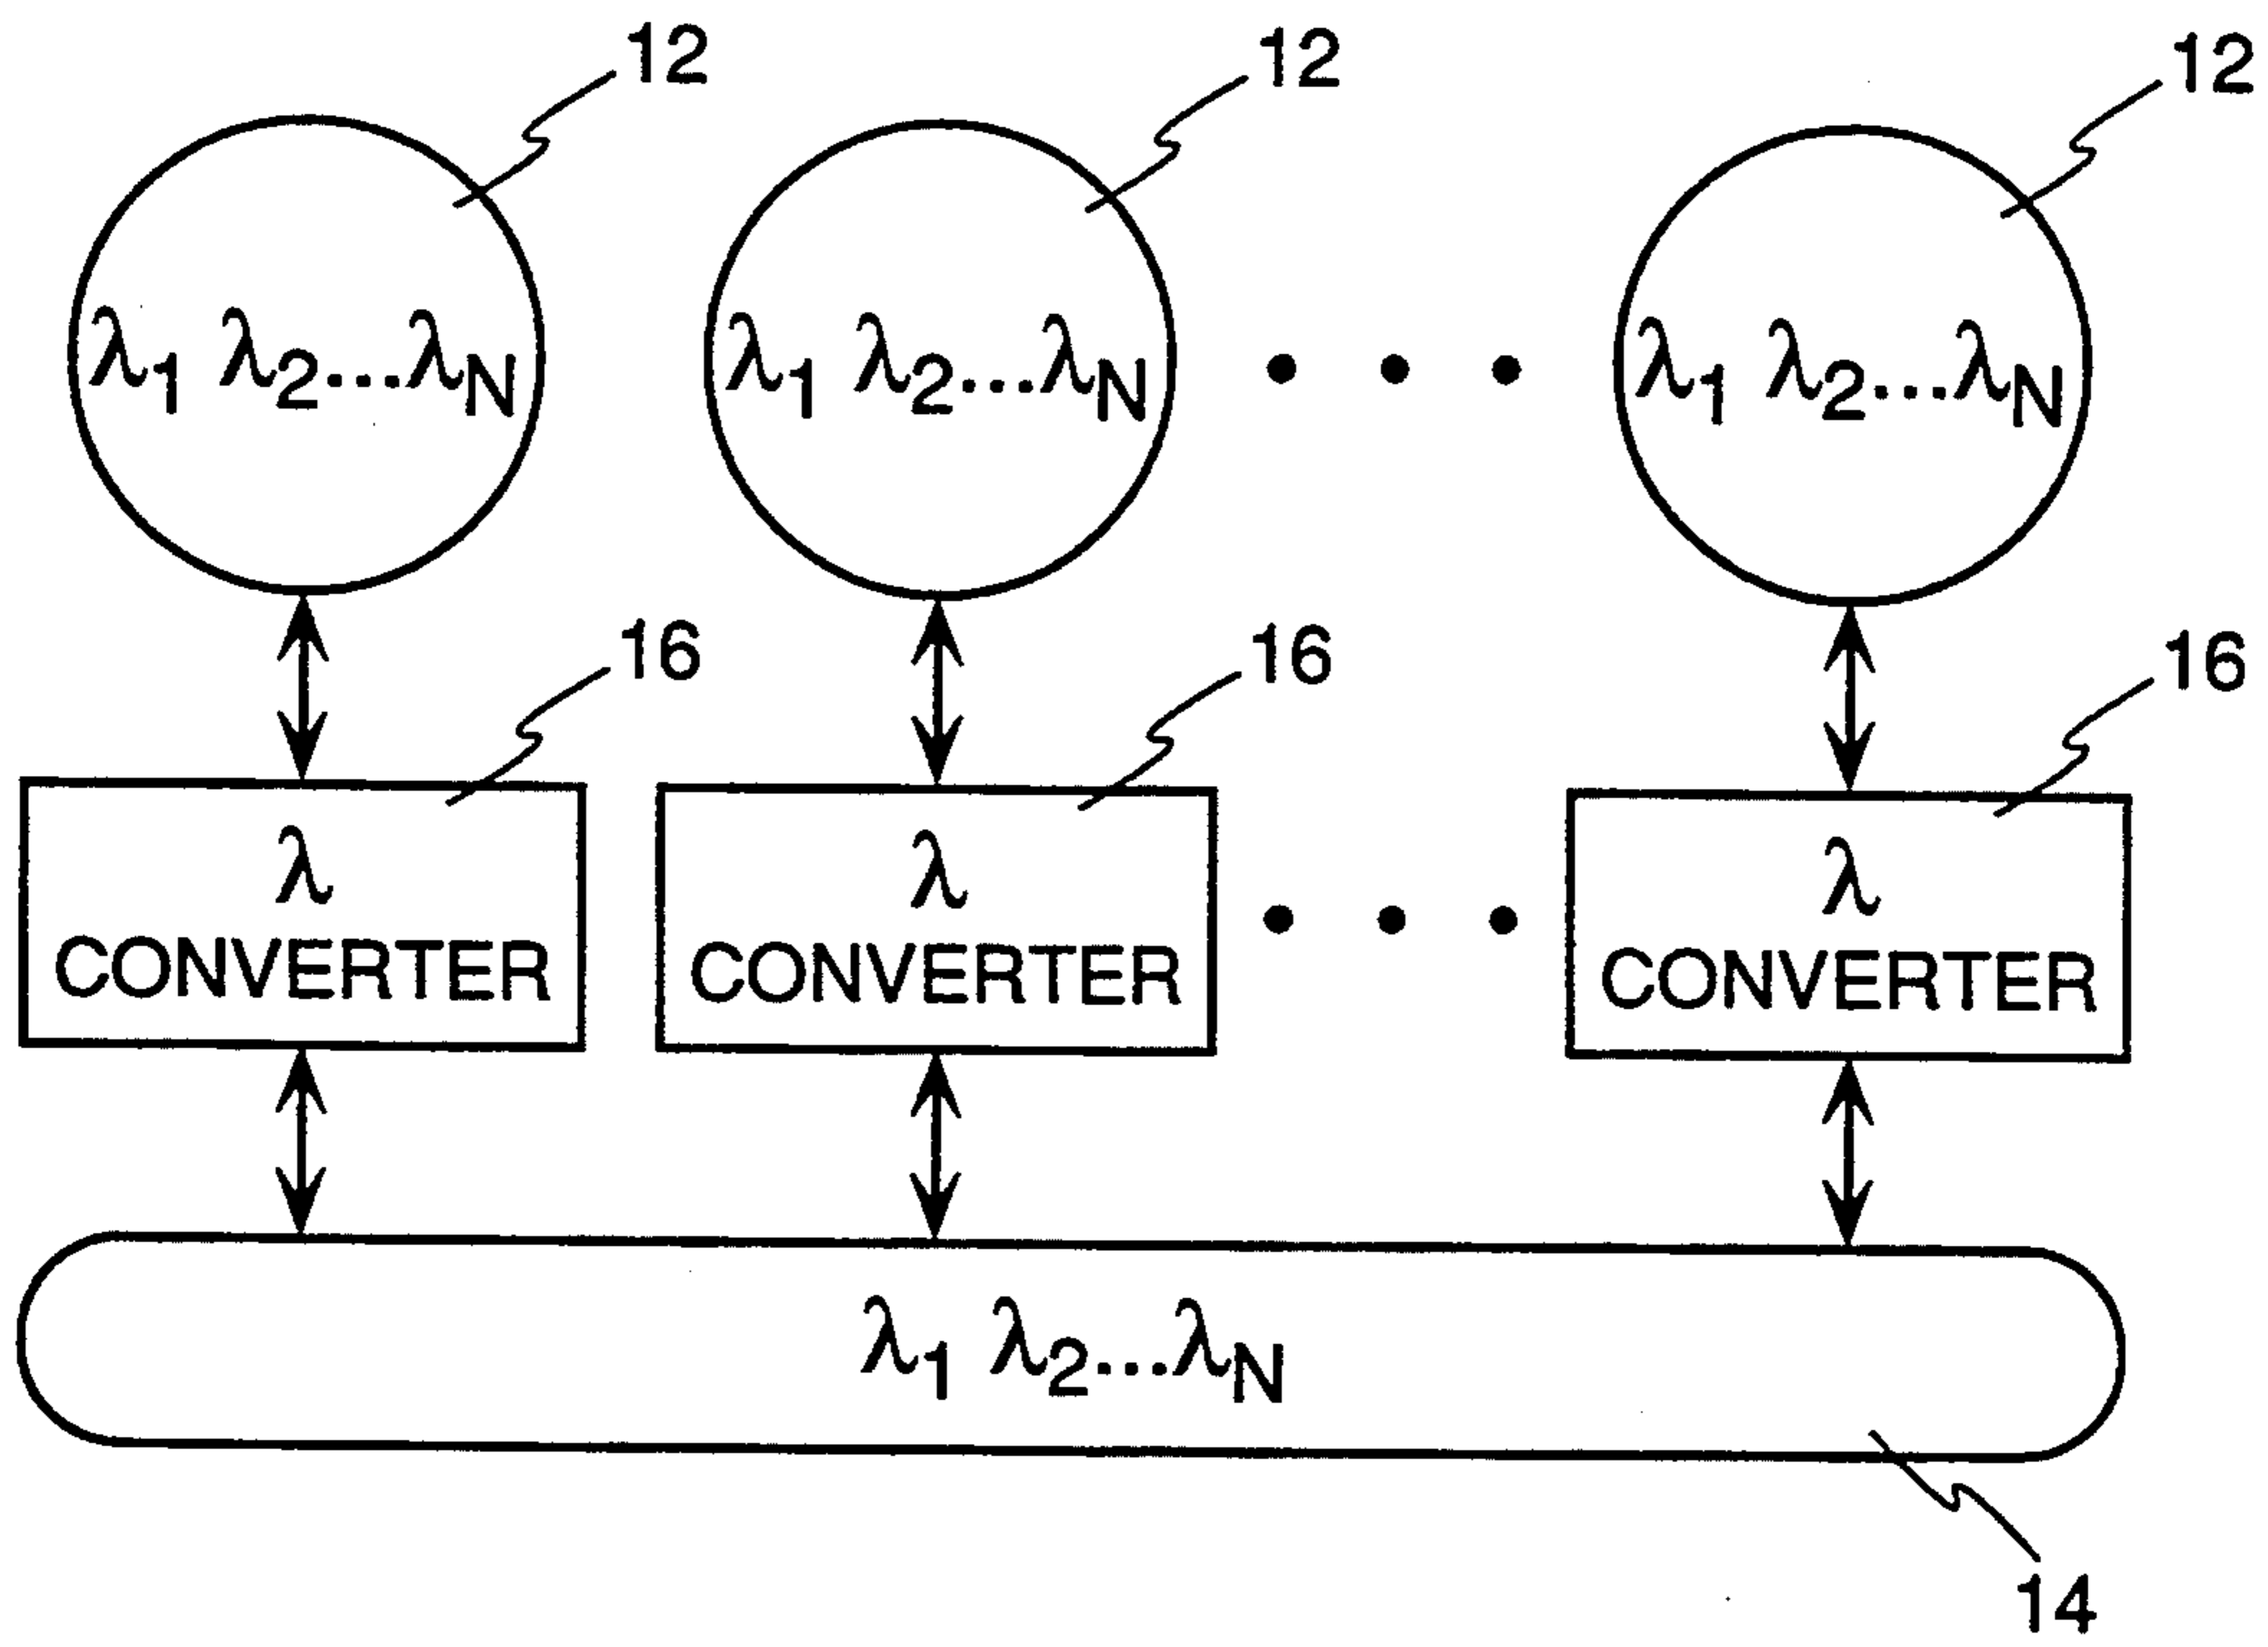 12 12 12
λ1 λ2...λN λ1 λ2...λN • • • λ1 λ2...λN
16 16 16
λ λ λ
CONVERTER CONVERTER • • • CONVERTER
λ1 λ2...λN
14